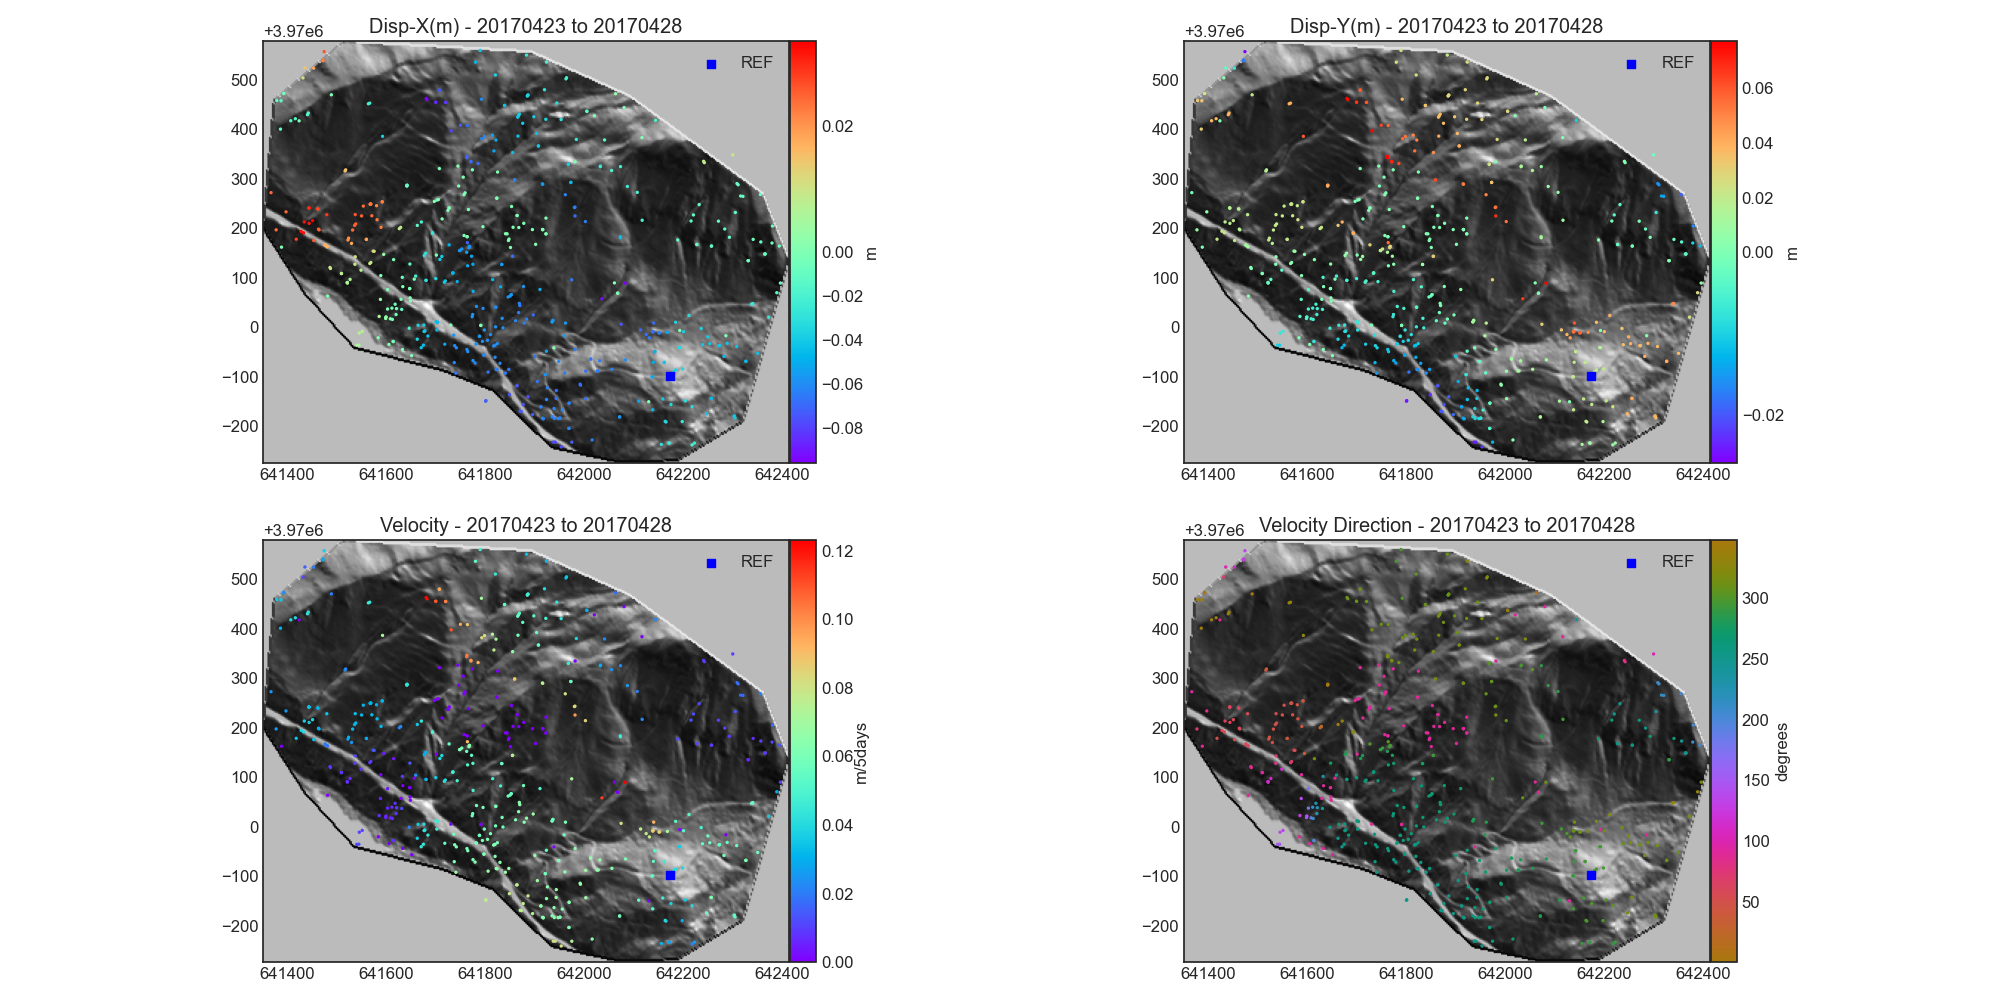 Disp-X(m) - 20170423 to 20170428
+3.97e6
REF
500
400
300
200
100
0
−100
−200
641400 641600 641800 642000 642200 642400
0.02
0.00
−0.02
−0.04
−0.06
−0.08
m
Disp-Y(m) - 20170423 to 20170428
+3.97e6
REF
500
400
300
200
100
0
−100
−200
641400 641600 641800 642000 642200 642400
0.06
0.04
0.02
0.00
−0.02
m
Velocity - 20170423 to 20170428
+3.97e6
REF
500
400
300
200
100
0
−100
−200
641400 641600 641800 642000 642200 642400
0.12
0.10
0.08
0.06
0.04
0.02
0.00
m/5days
Velocity Direction - 20170423 to 20170428
+3.97e6
REF
500
400
300
200
100
0
−100
−200
641400 641600 641800 642000 642200 642400
300
250
200
150
100
50
degrees